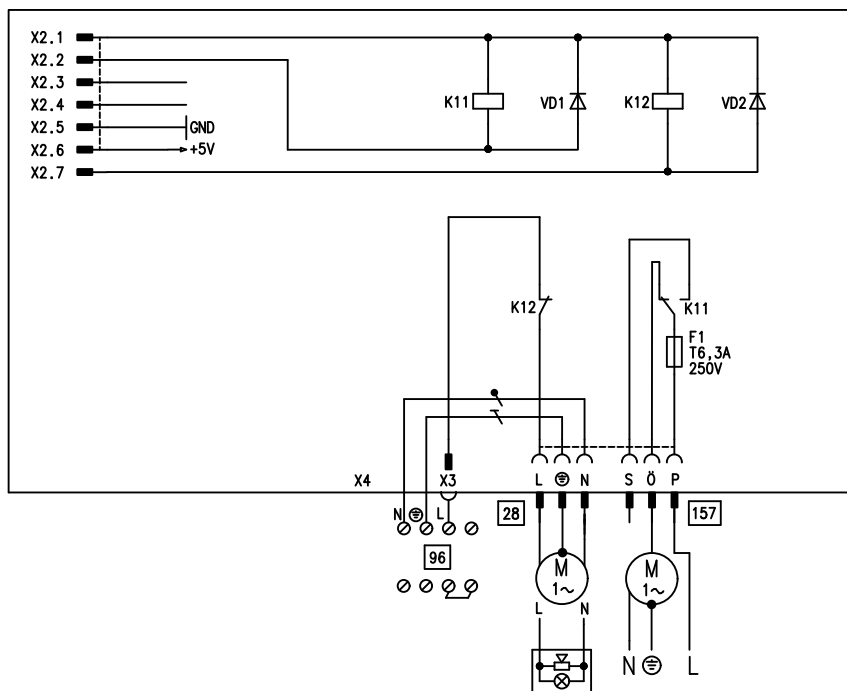 X2.1
X2.2
X2.3
X2.4
X2.5
GND
X2.6
+5V
X2.7
K11
VD1
K12
VD2
K12
K11
F1
T6,3A
250V
X4
X3
L
N
S
Ö
P
N
L
28
157
96
M
1~
M
1~
L
N
N
L